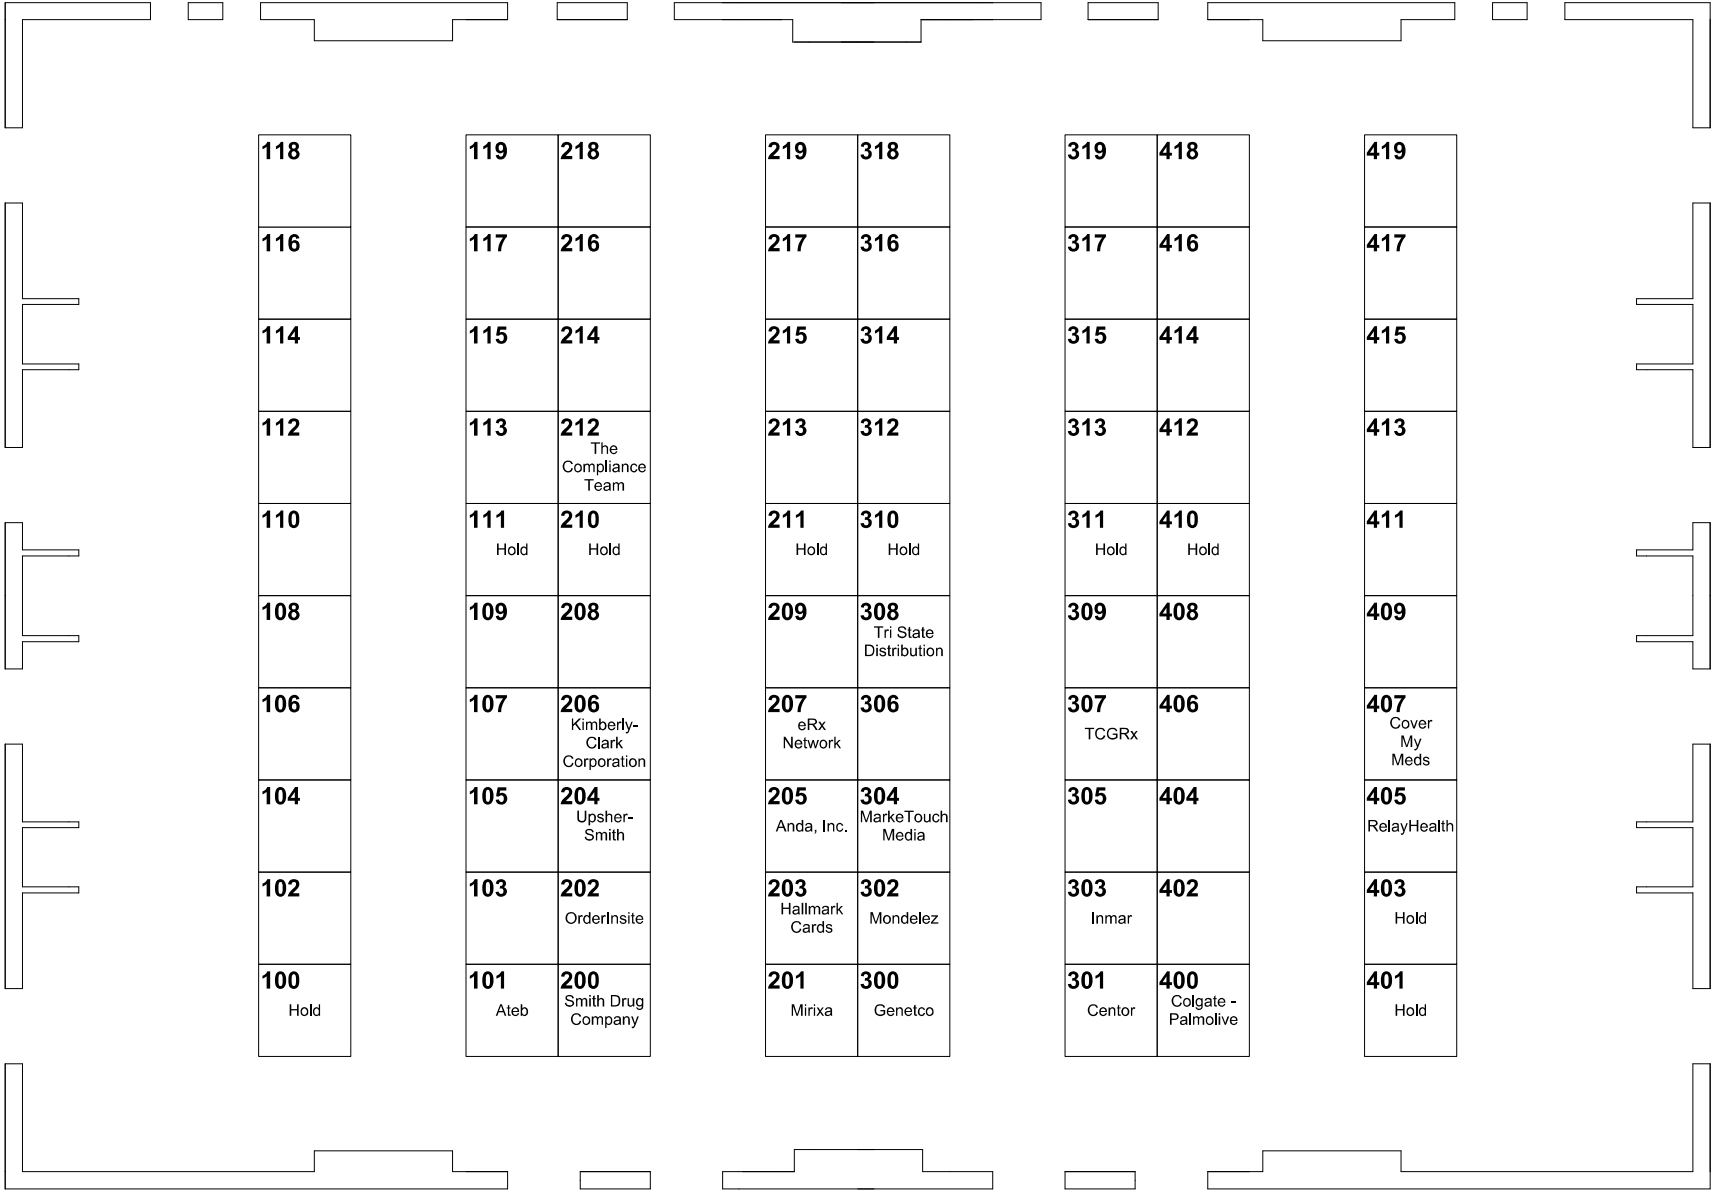 118
119
218
219
318
319
418
419
116
117
216
217
316
317
416
417
114
115
214
215
314
315
414
415
112
113
212
The
Compliance
Team
213
312
313
412
413
110
111
Hold
210
Hold
211
Hold
310
Hold
311
Hold
410
Hold
411
108
109
208
209
308
Tri State
Distribution
309
408
409
106
107
206
Kimberly-
Clark
Corporation
207
eRx
Network
306
307
TCGRx
406
407
Cover
My
Meds
104
105
204
Upsher-
Smith
205
Anda, Inc.
304
MarkeTouch
Media
305
404
405
RelayHealth
102
103
202
OrderInsite
203
Hallmark
Cards
302
Mondelez
303
Inmar
402
403
Hold
100
Hold
101
Ateb
200
Smith Drug
Company
201
Mirixa
300
Genetco
301
Centor
400
Colgate -
Palmolive
401
Hold